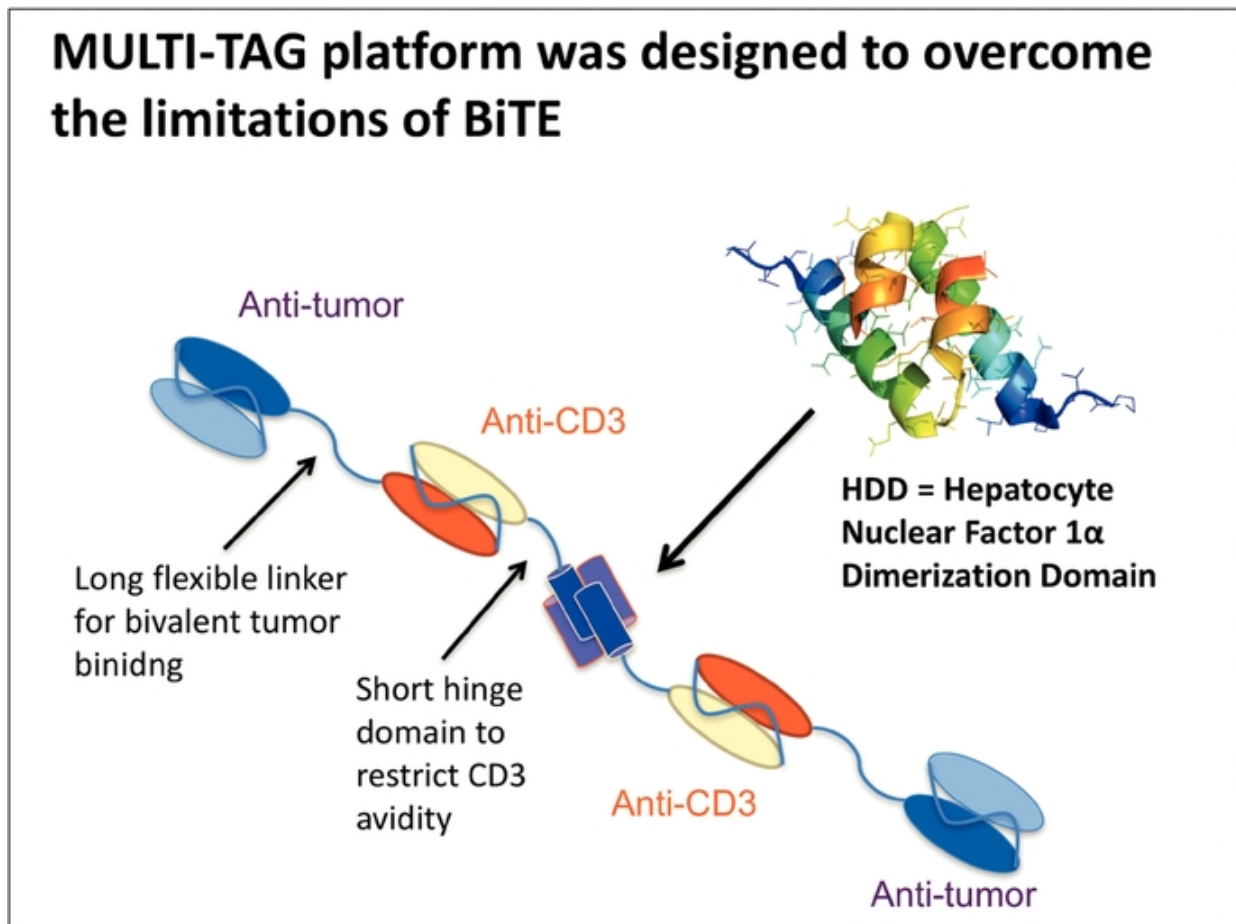 MULTI-TAG platform was designed to overcome
the limitations of BiTE
Anti-tumor
Anti-CD3
HDD = Hepatocyte
Nuclear Factor 1α
Dimerization Domain
Long flexible linker
for bivalent tumor
binidng
Short hinge
domain to
restrict CD3
avidity
Anti-CD3
Anti-tumor